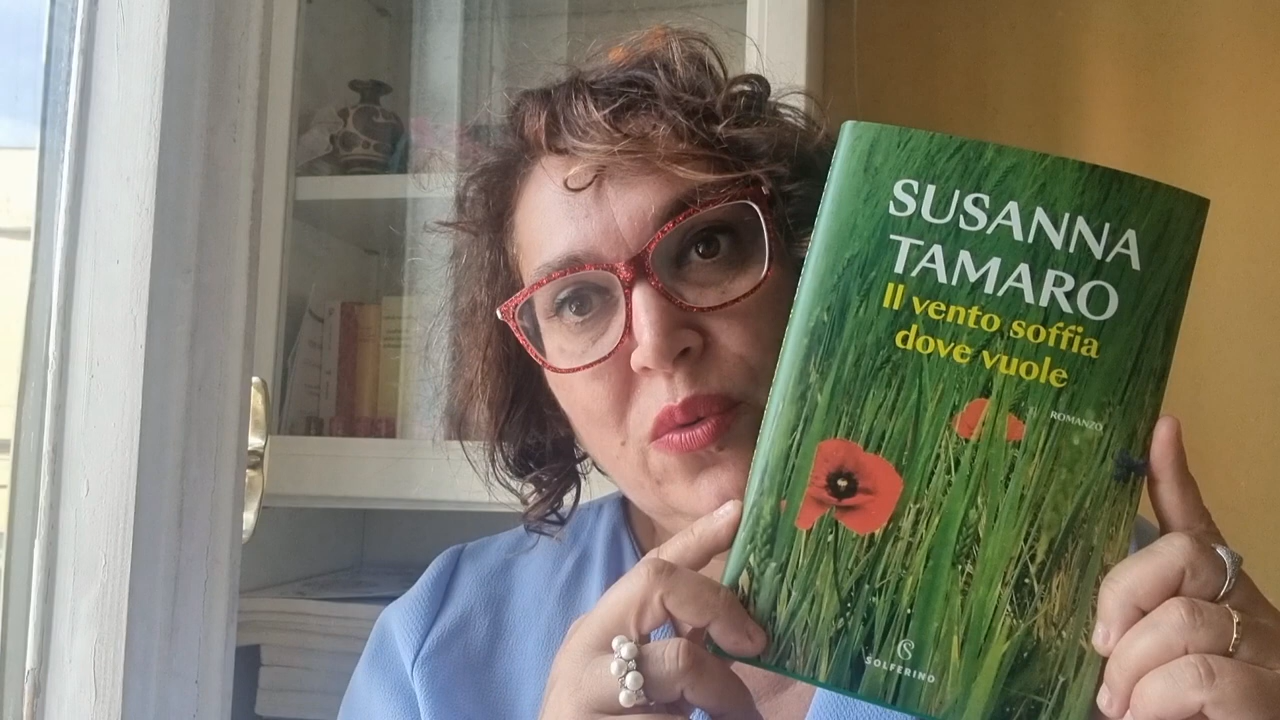 SUSANNA
TAMARO
Il vento soffia
dove vuole
ROMANZO
SOLFERINO